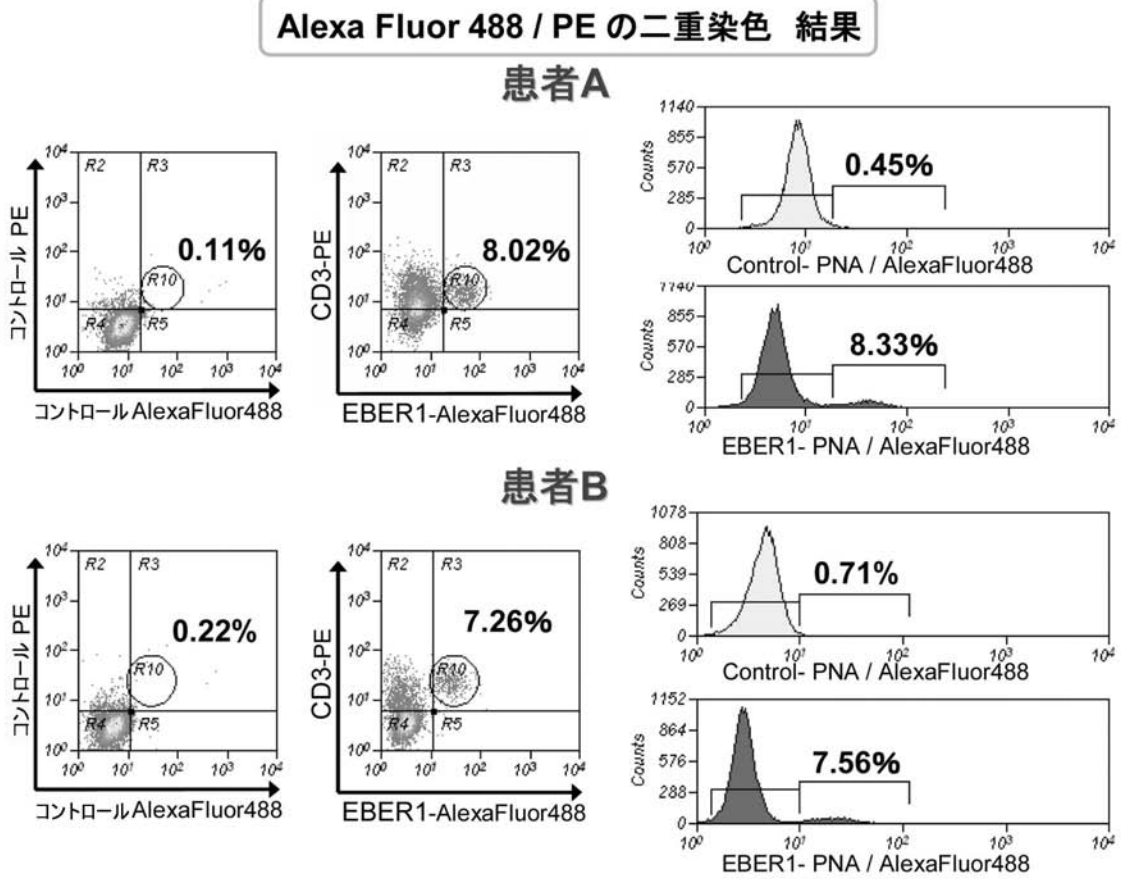 Alexa Fluor 488 / PE の二重染色 結果
患者A
10⁴
R2
R3
10³
0.11%
10²
R10
10¹
R4
R5
10⁰
10⁰ 10¹ 10² 10³ 10⁴
コントロール PE
コントロール AlexaFluor488
10⁴
R2
R3
10³
8.02%
10²
R10
10¹
R4
R5
10⁰
10⁰ 10¹ 10² 10³ 10⁴
CD3-PE
EBER1-AlexaFluor488
1140
855
570
285
0
Counts
0.45%
10⁰ 10¹ 10² 10³ 10⁴
Control- PNA / AlexaFluor488
1140
855
570
285
0
Counts
8.33%
10⁰ 10¹ 10² 10³ 10⁴
EBER1- PNA / AlexaFluor488
患者B
10⁴
R2
R3
10³
0.22%
10²
R10
10¹
R4
R5
10⁰
10⁰ 10¹ 10² 10³ 10⁴
コントロール PE
コントロール AlexaFluor488
10⁴
R2
R3
10³
7.26%
10²
R10
10¹
R4
R5
10⁰
10⁰ 10¹ 10² 10³ 10⁴
CD3-PE
EBER1-AlexaFluor488
1078
808
539
269
0
Counts
0.71%
10⁰ 10¹ 10² 10³ 10⁴
Control- PNA / AlexaFluor488
1152
864
576
288
0
Counts
7.56%
10⁰ 10¹ 10² 10³ 10⁴
EBER1- PNA / AlexaFluor488